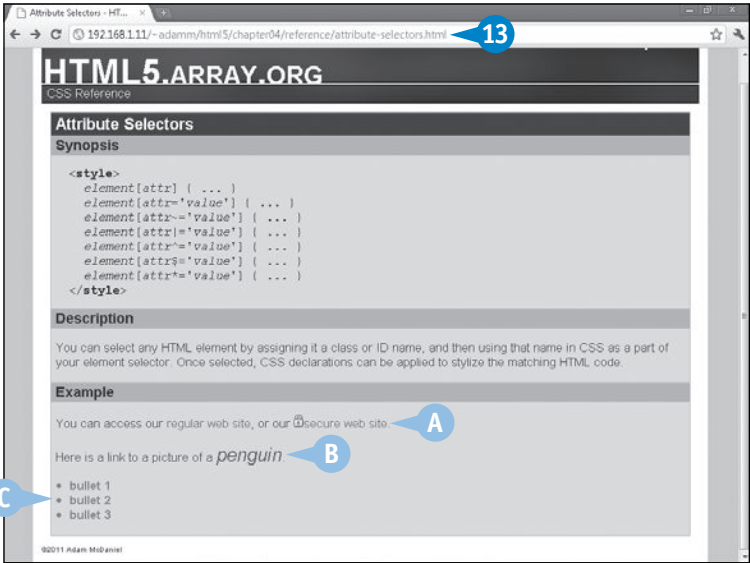 Attribute Selectors - HT...
192.168.1.11/~adamm/html5/chapter04/reference/attribute-selectors.html
13
HTML5.ARRAY.ORG
CSS Reference
Attribute Selectors
Synopsis
<style>
element[attr] { ... }
element[attr='value'] { ... }
element[attr~='value'] { ... }
element[attr|='value'] { ... }
element[attr^='value'] { ... }
element[attr$='value'] { ... }
element[attr*='value'] { ... }
</style>
Description
You can select any HTML element by assigning it a class or ID name, and then using that name in CSS as a part of
your element selector. Once selected, CSS declarations can be applied to stylize the matching HTML code.
Example
You can access our regular web site, or our secure web site.
A
Here is a link to a picture of a penguin.
B
• bullet 1
• bullet 2
• bullet 3
C
©2011 Adam McDaniel